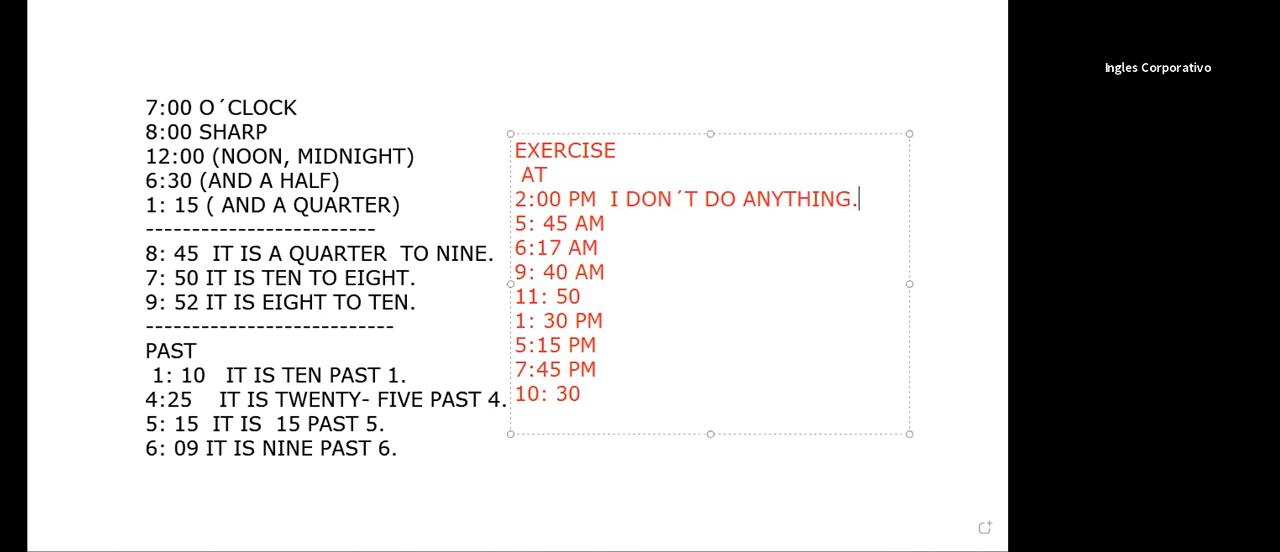 Ingles Corporativo
7:00 O´CLOCK
8:00 SHARP
12:00 (NOON, MIDNIGHT)
6:30 (AND A HALF)
1: 15 ( AND A QUARTER)
-------------------------
8: 45  IT IS A QUARTER  TO NINE.
7: 50 IT IS TEN TO EIGHT.
9: 52 IT IS EIGHT TO TEN.
---------------------------
PAST
1: 10   IT IS TEN PAST 1.
4:25    IT IS TWENTY- FIVE PAST 4.
5: 15  IT IS  15 PAST 5.
6: 09 IT IS NINE PAST 6.
EXERCISE
AT
2:00 PM  I DON´T DO ANYTHING.
5: 45 AM
6:17 AM
9: 40 AM
11: 50
1: 30 PM
5:15 PM
7:45 PM
10: 30